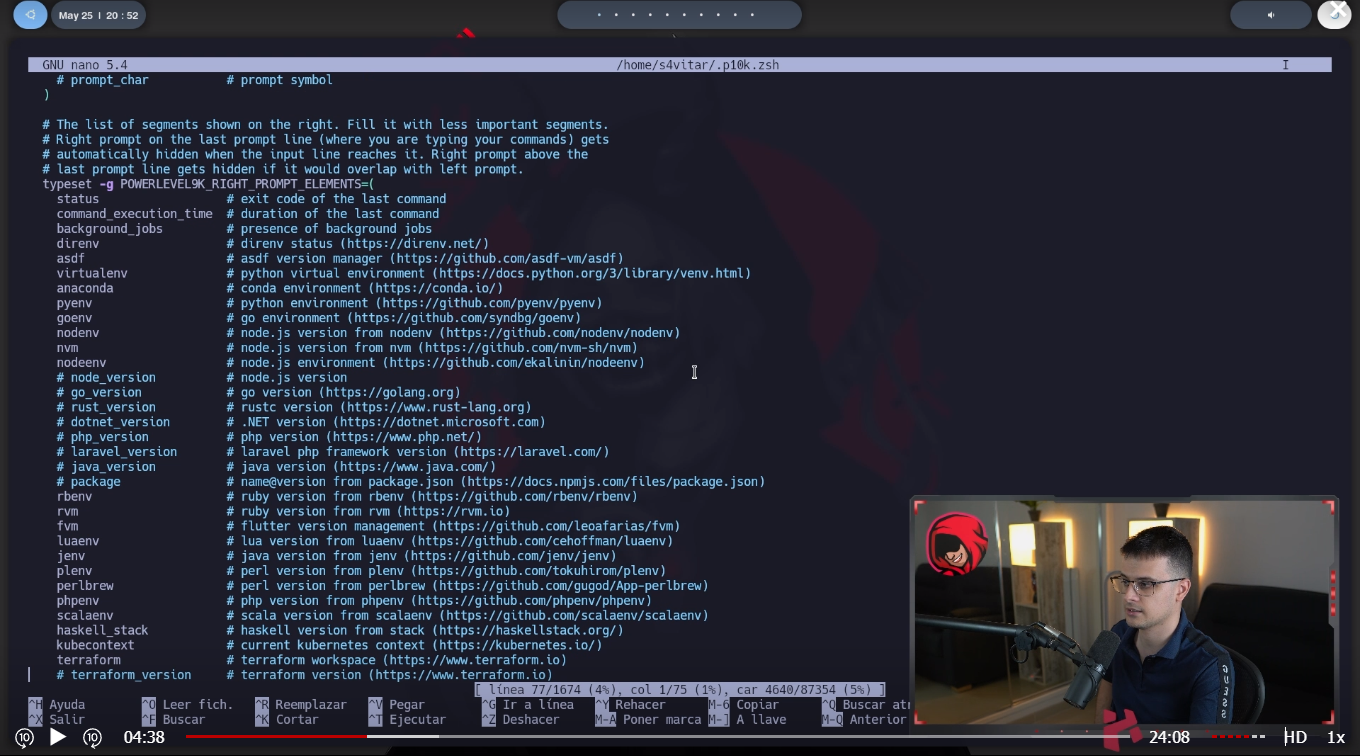 May 25 | 20 : 52
GNU nano 5.4 /home/s4vitar/.p10k.zsh I
# prompt_char # prompt symbol
)
# The list of segments shown on the right. Fill it with less important segments.
# Right prompt on the last prompt line (where you are typing your commands) gets
# automatically hidden when the input line reaches it. Right prompt above the
# last prompt line gets hidden if it would overlap with left prompt.
typeset -g POWERLEVEL9K_RIGHT_PROMPT_ELEMENTS=(
status # exit code of the last command
command_execution_time # duration of the last command
background_jobs # presence of background jobs
direnv # direnv status (https://direnv.net/)
asdf # asdf version manager (https://github.com/asdf-vm/asdf)
virtualenv # python virtual environment (https://docs.python.org/3/library/venv.html)
anaconda # conda environment (https://conda.io/)
pyenv # python environment (https://github.com/pyenv/pyenv)
goenv # go environment (https://github.com/syndbg/goenv)
nodenv # node.js version from nodenv (https://github.com/nodenv/nodenv)
nvm # node.js version from nvm (https://github.com/nvm-sh/nvm)
nodeenv # node.js environment (https://github.com/ekalinin/nodeenv)
# node_version # node.js version
# go_version # go version (https://golang.org)
# rust_version # rustc version (https://www.rust-lang.org)
# dotnet_version # .NET version (https://dotnet.microsoft.com)
# php_version # php version (https://www.php.net/)
# laravel_version # laravel php framework version (https://laravel.com/)
# java_version # java version (https://www.java.com/)
# package # name@version from package.json (https://docs.npmjs.com/files/package.json)
rbenv # ruby version from rbenv (https://github.com/rbenv/rbenv)
rvm # ruby version from rvm (https://rvm.io)
fvm # flutter version management (https://github.com/leoafarias/fvm)
luaenv # lua version from luaenv (https://github.com/cehoffman/luaenv)
jenv # java version from jenv (https://github.com/jenv/jenv)
plenv # perl version from plenv (https://github.com/tokuhirom/plenv)
perlbrew # perl version from perlbrew (https://github.com/gugod/App-perlbrew)
phpenv # php version from phpenv (https://github.com/phpenv/phpenv)
scalaenv # scala version from scalaenv (https://github.com/scalaenv/scalaenv)
haskell_stack # haskell version from stack (https://haskellstack.org/)
kubecontext # current kubernetes context (https://kubernetes.io/)
terraform # terraform workspace (https://www.terraform.io)
# terraform_version # terraform version (https://www.terraform.io)
[ línea 77/1674 (4%), col 1/75 (1%), car 4640/87354 (5%) ]
^H Ayuda ^O Leer fich. ^R Reemplazar ^V Pegar ^G Ir a línea ^Y Rehacer M-6 Copiar ^Q Buscar atr
^X Salir ^F Buscar ^K Cortar ^T Ejecutar ^Z Deshacer M-A Poner marca M-] A llave M-Q Anterior
10 10 04:38 24:08 HD 1x